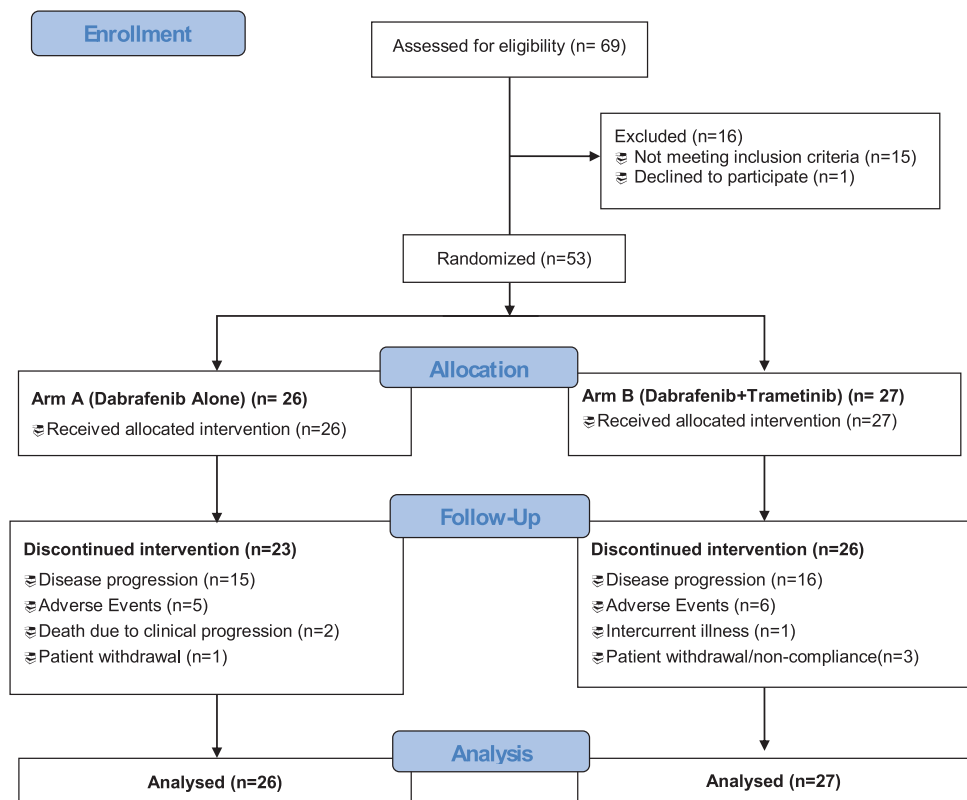 Enrollment
Assessed for eligibility (n= 69)
Excluded (n=16)
Not meeting inclusion criteria (n=15)
Declined to participate (n=1)
Randomized (n=53)
Allocation
Arm A (Dabrafenib Alone) (n= 26)
Received allocated intervention (n=26)
Arm B (Dabrafenib+Trametinib) (n= 27)
Received allocated intervention (n=27)
Follow-Up
Discontinued intervention (n=23)
Disease progression (n=15)
Adverse Events (n=5)
Death due to clinical progression (n=2)
Patient withdrawal (n=1)
Discontinued intervention (n=26)
Disease progression (n=16)
Adverse Events (n=6)
Intercurrent illness (n=1)
Patient withdrawal/non-compliance(n=3)
Analysis
Analysed (n=26)
Analysed (n=27)